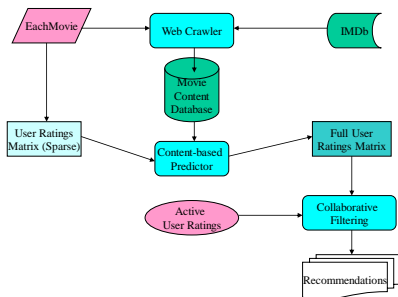 EachMovie
Web Crawler
IMDb
Movie
Content
Database
User Ratings
Matrix (Sparse)
Content-based
Predictor
Full User
Ratings Matrix
Active
User Ratings
Collaborative
Filtering
Recommendations